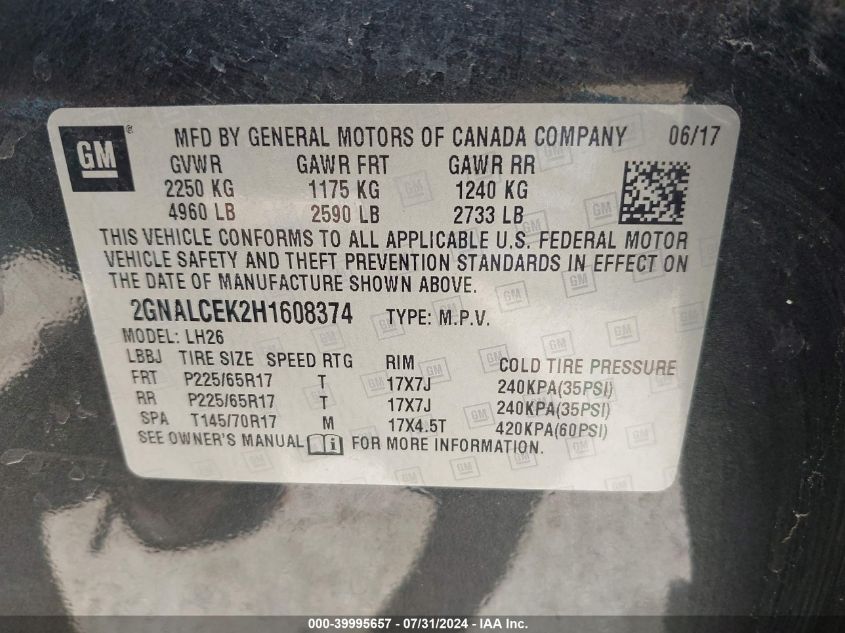 GM ® MFD BY GENERAL MOTORS OF CANADA COMPANY 06/17
GVWR GAWR FRT GAWR RR
2250 KG 1175 KG 1240 KG
4960 LB 2590 LB 2733 LB
THIS VEHICLE CONFORMS TO ALL APPLICABLE U.S. FEDERAL MOTOR
VEHICLE SAFETY AND THEFT PREVENTION STANDARDS IN EFFECT ON
THE DATE OF MANUFACTURE SHOWN ABOVE.
2GNALCEK2H1608374 TYPE: M.P.V.
MODEL: LH26
LBBJ TIRE SIZE SPEED RTG RIM COLD TIRE PRESSURE
FRT P225/65R17 T 17X7J 240KPA(35PSI)
RR P225/65R17 T 17X7J 240KPA(35PSI)
SPA T145/70R17 M 17X4.5T 420KPA(60PSI)
SEE OWNER'S MANUAL i FOR MORE INFORMATION.
000-39995657 - 07/31/2024 - IAA Inc.